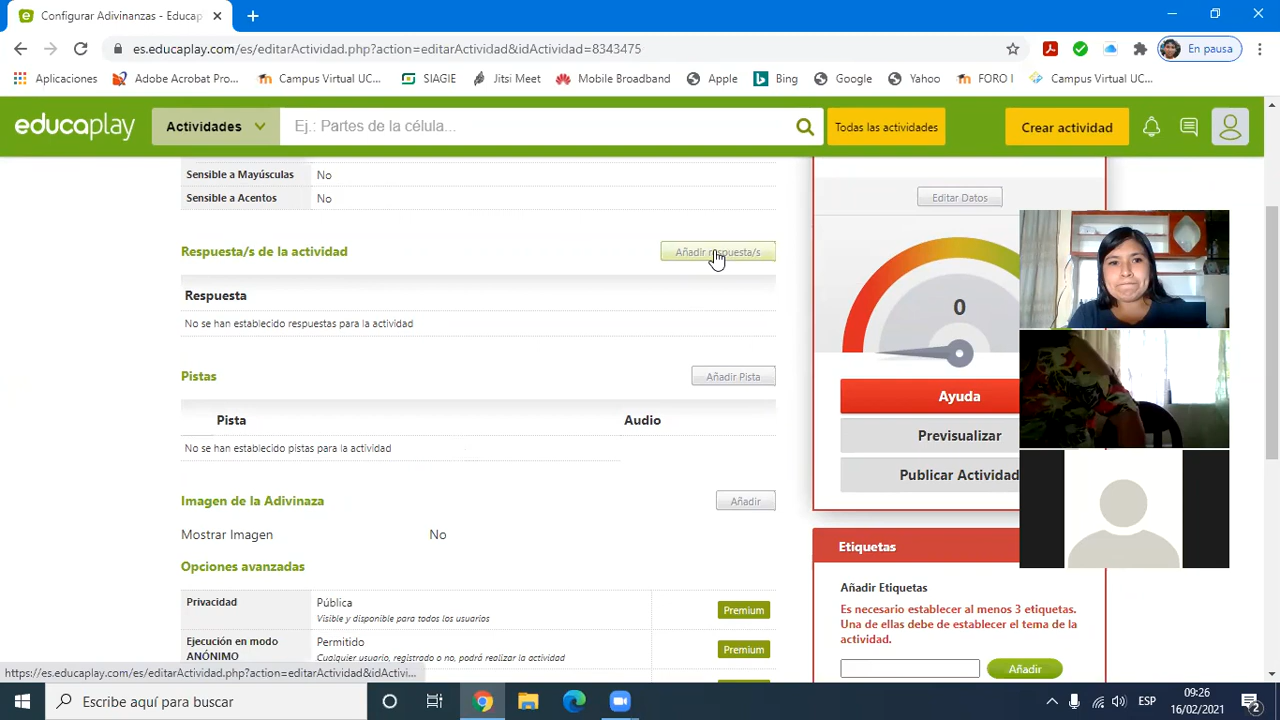 Configurar Adivinanzas - Educap
es.educaplay.com/es/editarActividad.php?action=editarActividad&idActividad=8343475
En pausa
Aplicaciones
Adobe Acrobat Pro...
Campus Virtual UC...
SIAGIE
Jitsi Meet
Mobile Broadband
Apple
Bing
Google
Yahoo
FORO I
Campus Virtual UC...
educaplay
Actividades
Ej.: Partes de la célula...
Todas las actividades
Crear actividad
Sensible a Mayúsculas No
Sensible a Acentos No
Editar Datos
Respuesta/s de la actividad
Añadir respuesta/s
Respuesta
No se han establecido respuestas para la actividad
0
Pistas
Añadir Pista
Pista Audio
No se han establecido pistas para la actividad
Ayuda
Previsualizar
Publicar Actividad
Imagen de la Adivinaza
Añadir
Mostrar Imagen No
Opciones avanzadas
Privacidad Pública
Visible y disponible para todos los usuarios
Premium
Ejecución en modo ANÓNIMO Permitido
Cualquier usuario, registrado o no, podrá realizar la actividad
Premium
Etiquetas
Añadir Etiquetas
Es necesario establecer al menos 3 etiquetas.
Una de ellas debe de establecer el tema de la
actividad.
Añadir
https://es.educaplay.com/es/editarActividad.php?action=editarActividad&idActivi...
Escribe aquí para buscar
ESP
09:26
16/02/2021
2